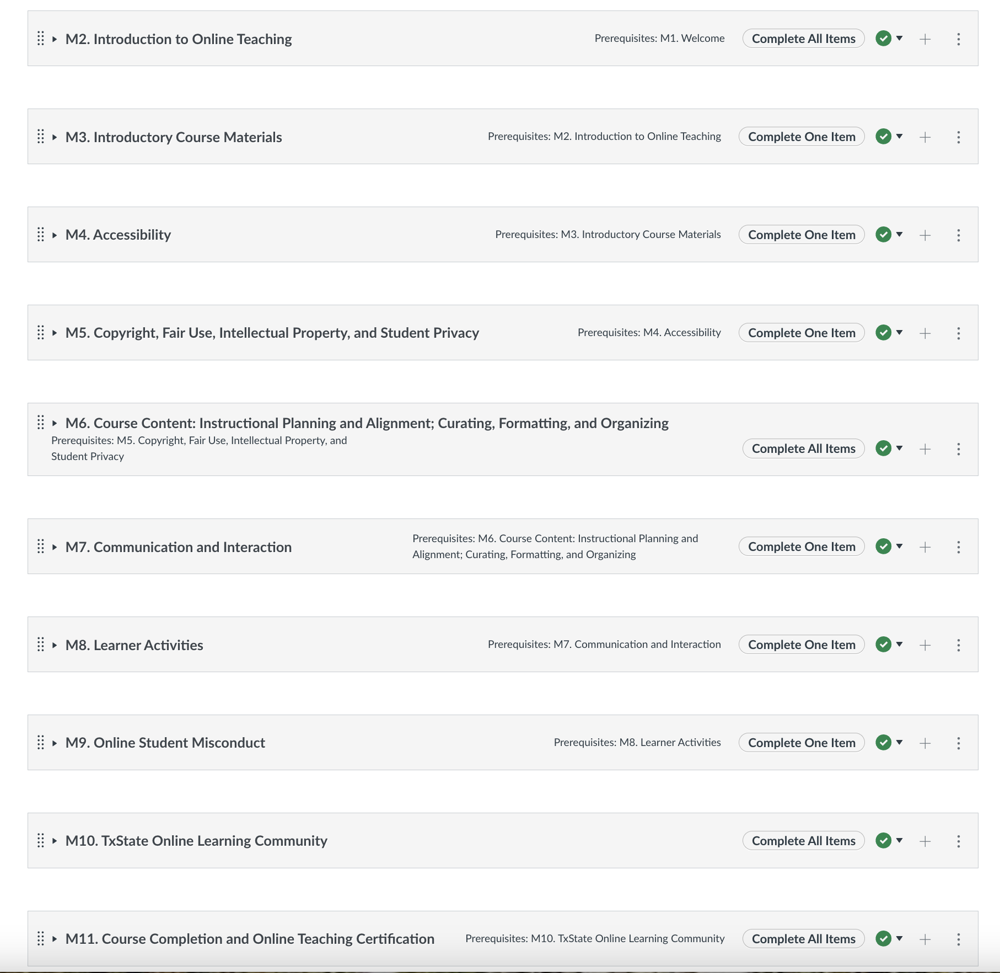 M2. Introduction to Online Teaching Prerequisites: M1. Welcome Complete All Items
M3. Introductory Course Materials Prerequisites: M2. Introduction to Online Teaching Complete One Item
M4. Accessibility Prerequisites: M3. Introductory Course Materials Complete One Item
M5. Copyright, Fair Use, Intellectual Property, and Student Privacy Prerequisites: M4. Accessibility Complete One Item
M6. Course Content: Instructional Planning and Alignment; Curating, Formatting, and Organizing
Prerequisites: M5. Copyright, Fair Use, Intellectual Property, and
Student Privacy
Complete All Items
M7. Communication and Interaction
Prerequisites: M6. Course Content: Instructional Planning and
Alignment; Curating, Formatting, and Organizing
Complete One Item
M8. Learner Activities Prerequisites: M7. Communication and Interaction Complete One Item
M9. Online Student Misconduct Prerequisites: M8. Learner Activities Complete One Item
M10. TxState Online Learning Community Complete All Items
M11. Course Completion and Online Teaching Certification Prerequisites: M10. TxState Online Learning Community Complete All Items